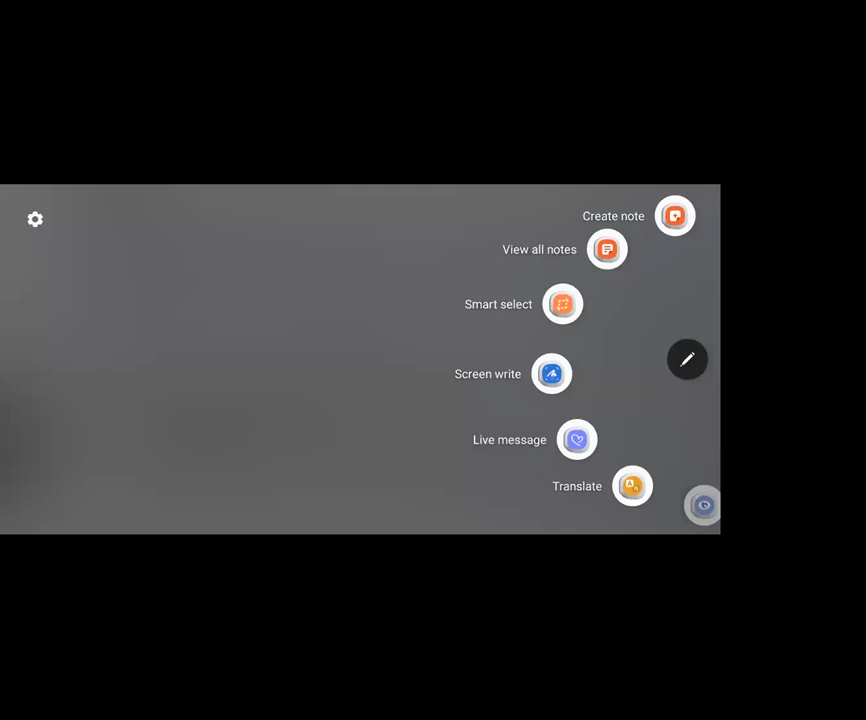 Create note
View all notes
Smart select
Screen write
Live message
Translate